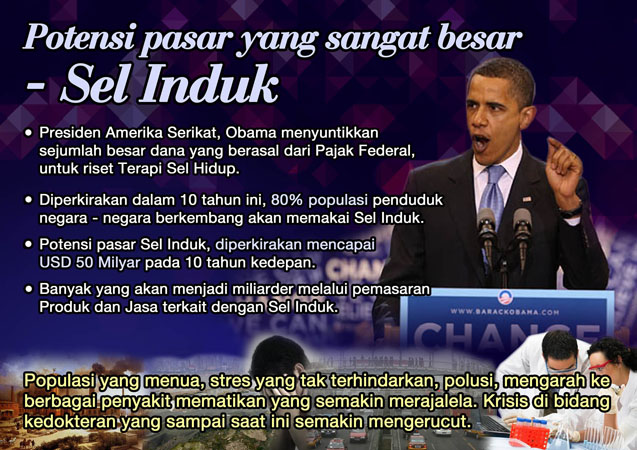 Potensi pasar yang sangat besar
- Sel Induk
• Presiden Amerika Serikat, Obama menyuntikkan
sejumlah besar dana yang berasal dari Pajak Federal,
untuk riset Terapi Sel Hidup.
• Diperkirakan dalam 10 tahun ini, 80% populasi penduduk
negara - negara berkembang akan memakai Sel Induk.
• Potensi pasar Sel Induk, diperkirakan mencapai
USD 50 Milyar pada 10 tahun kedepan.
• Banyak yang akan menjadi miliarder melalui pemasaran
Produk dan Jasa terkait dengan Sel Induk.
WWW.BARACKOBAMA.COM
CHANGE
Populasi yang menua, stres yang tak terhindarkan, polusi, mengarah ke
berbagai penyakit mematikan yang semakin merajalela. Krisis di bidang
kedokteran yang sampai saat ini semakin mengerucut.